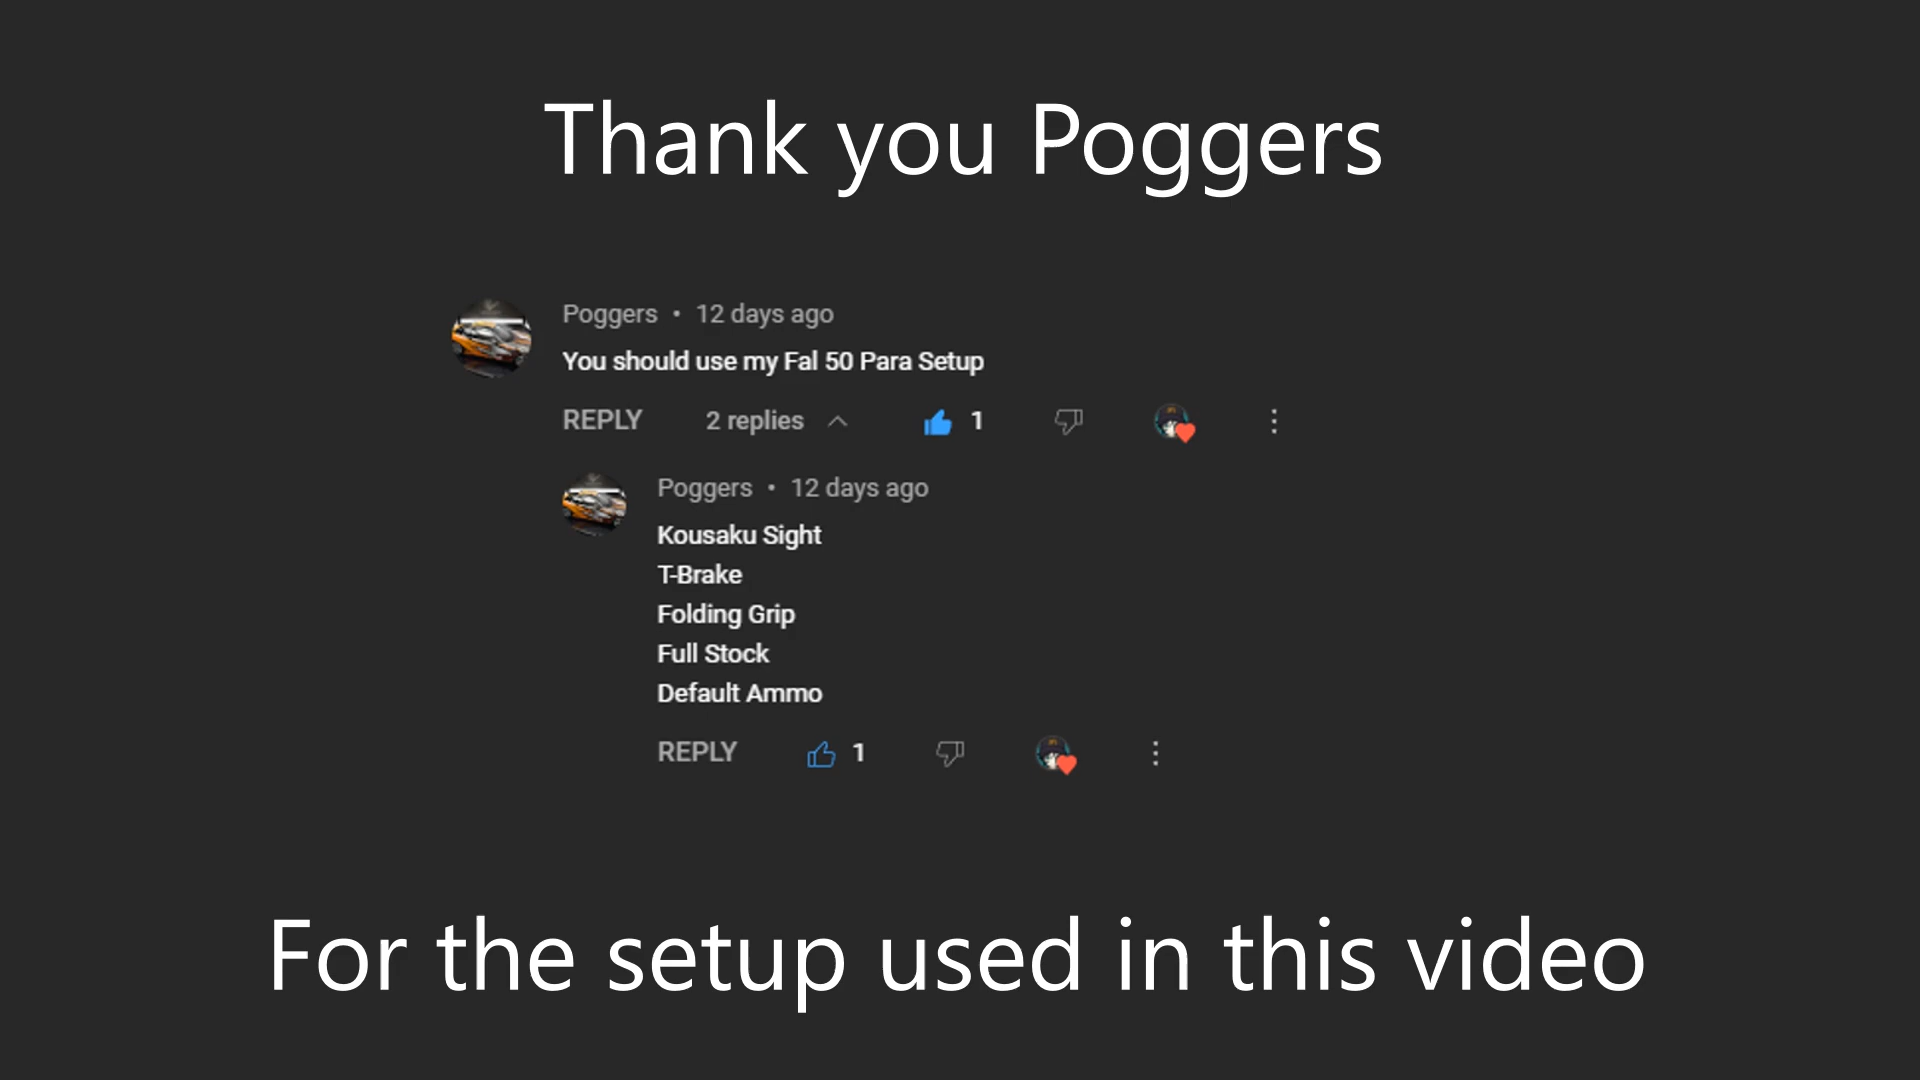 Thank you Poggers
Poggers • 12 days ago
You should use my Fal 50 Para Setup
REPLY 2 replies 1
Poggers • 12 days ago
Kousaku Sight
T-Brake
Folding Grip
Full Stock
Default Ammo
REPLY 1
For the setup used in this video